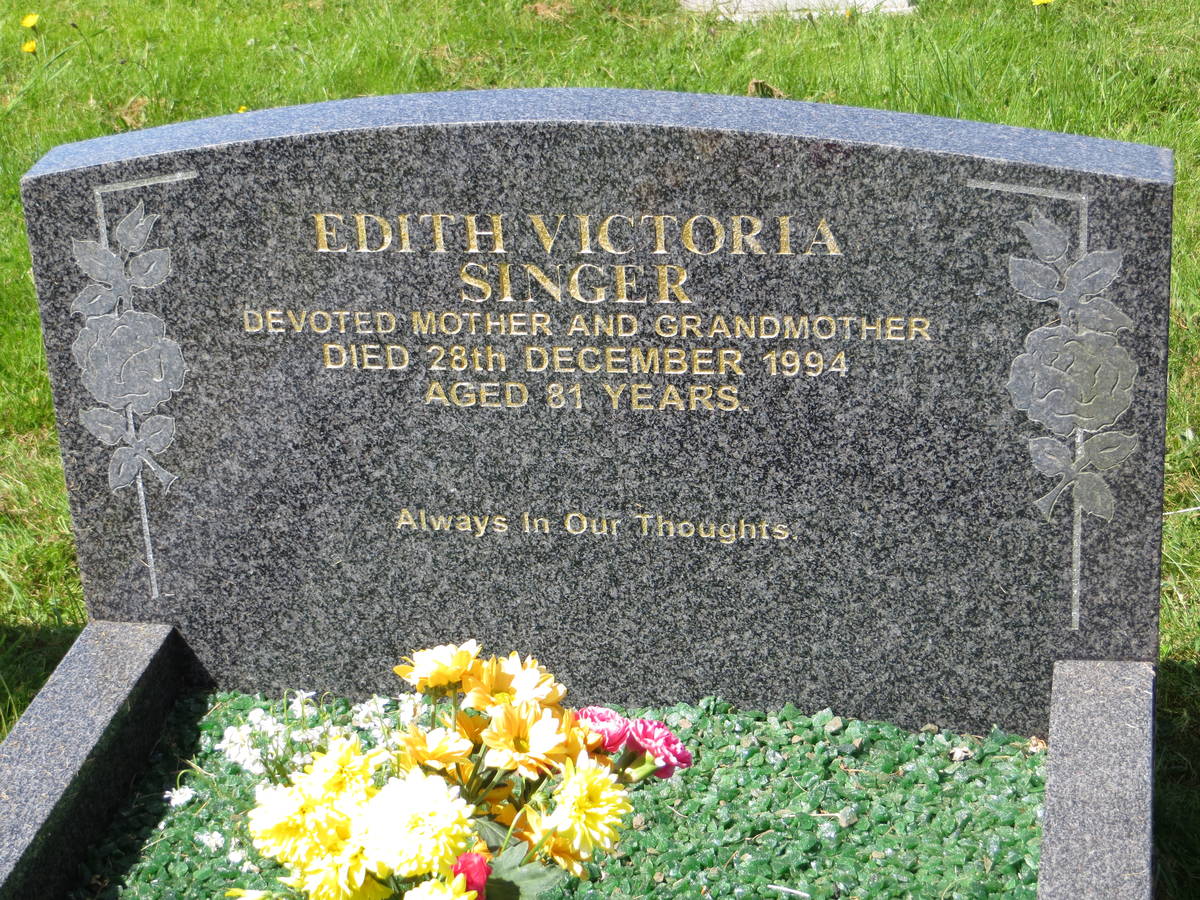 EDITH VICTORIA
SINGER
DEVOTED MOTHER AND GRANDMOTHER
DIED 28th DECEMBER 1994
AGED 81 YEARS.
Always In Our Thoughts.